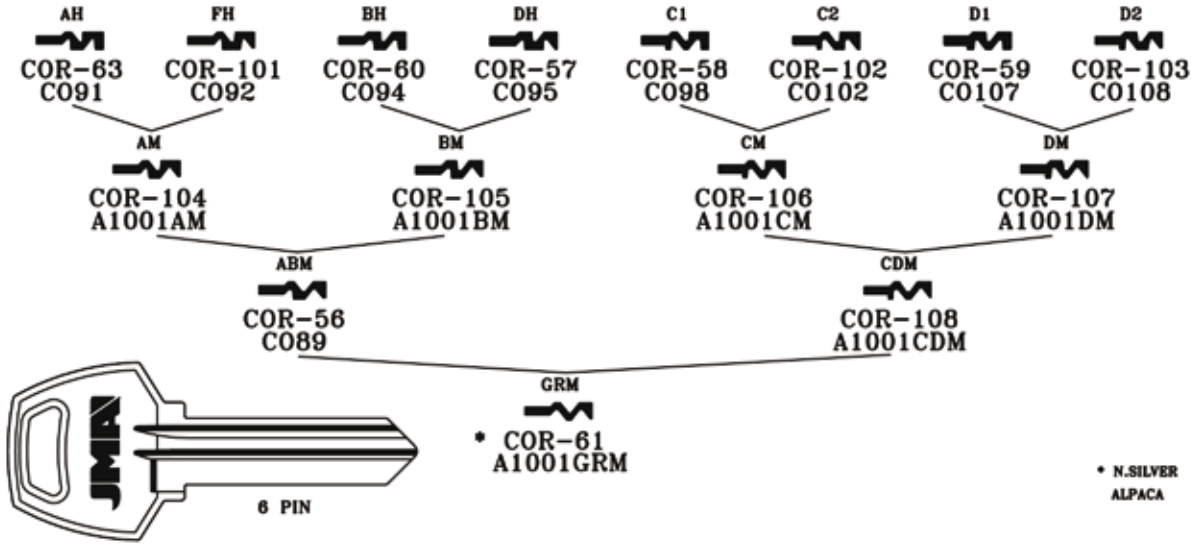 AH FH BH DH C1 C2 D1 D2
COR-63 COR-101 COR-60 COR-57 COR-58 COR-102 COR-59 COR-103
CO91 CO92 CO94 CO95 CO98 CO102 CO107 CO108
AM BM CM DM
COR-104 COR-105 COR-106 COR-107
A1001AM A1001BM A1001CM A1001DM
ABM CDM
COR-56 COR-108
CO89 A1001CDM
GRM
* COR-61
A1001GRM
JMA
6 PIN
* N.SILVER
ALPACA